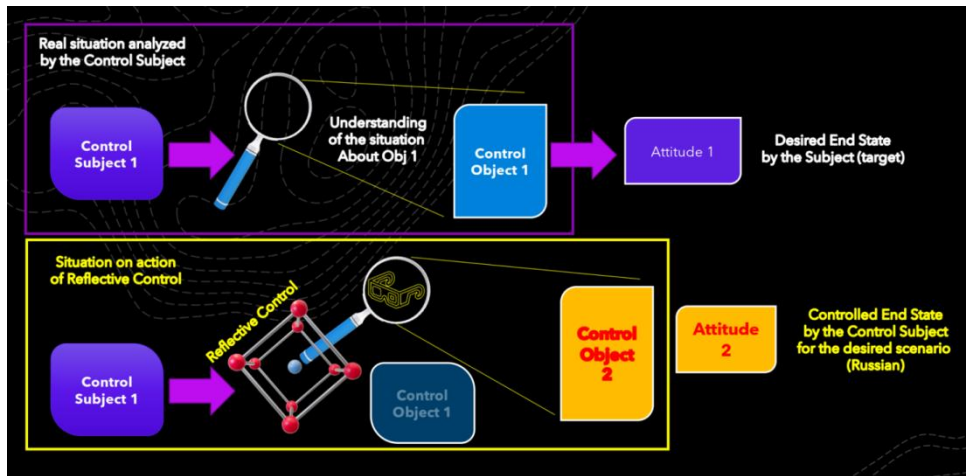 Real situation analyzed
by the Control Subject
Control
Subject 1
Understanding
of the situation
About Obj 1
Control
Object 1
Attitude 1
Desired End State
by the Subject (target)
Situation on action
of Reflective Control
Reflective Control
Control
Subject 1
Control
Object 1
Control
Object
2
Attitude
2
Controlled End State
by the Control Subject
for the desired scenario
(Russian)